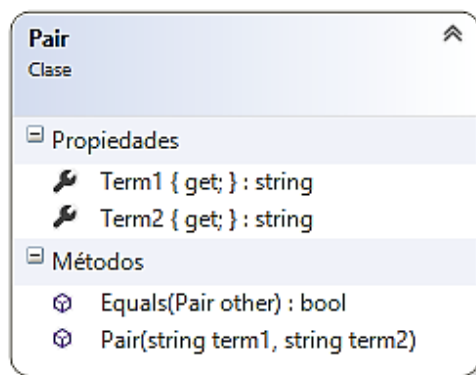 Pair
Clase
Propiedades
Term1 { get; } : string
Term2 { get; } : string
Métodos
Equals(Pair other) : bool
Pair(string term1, string term2)